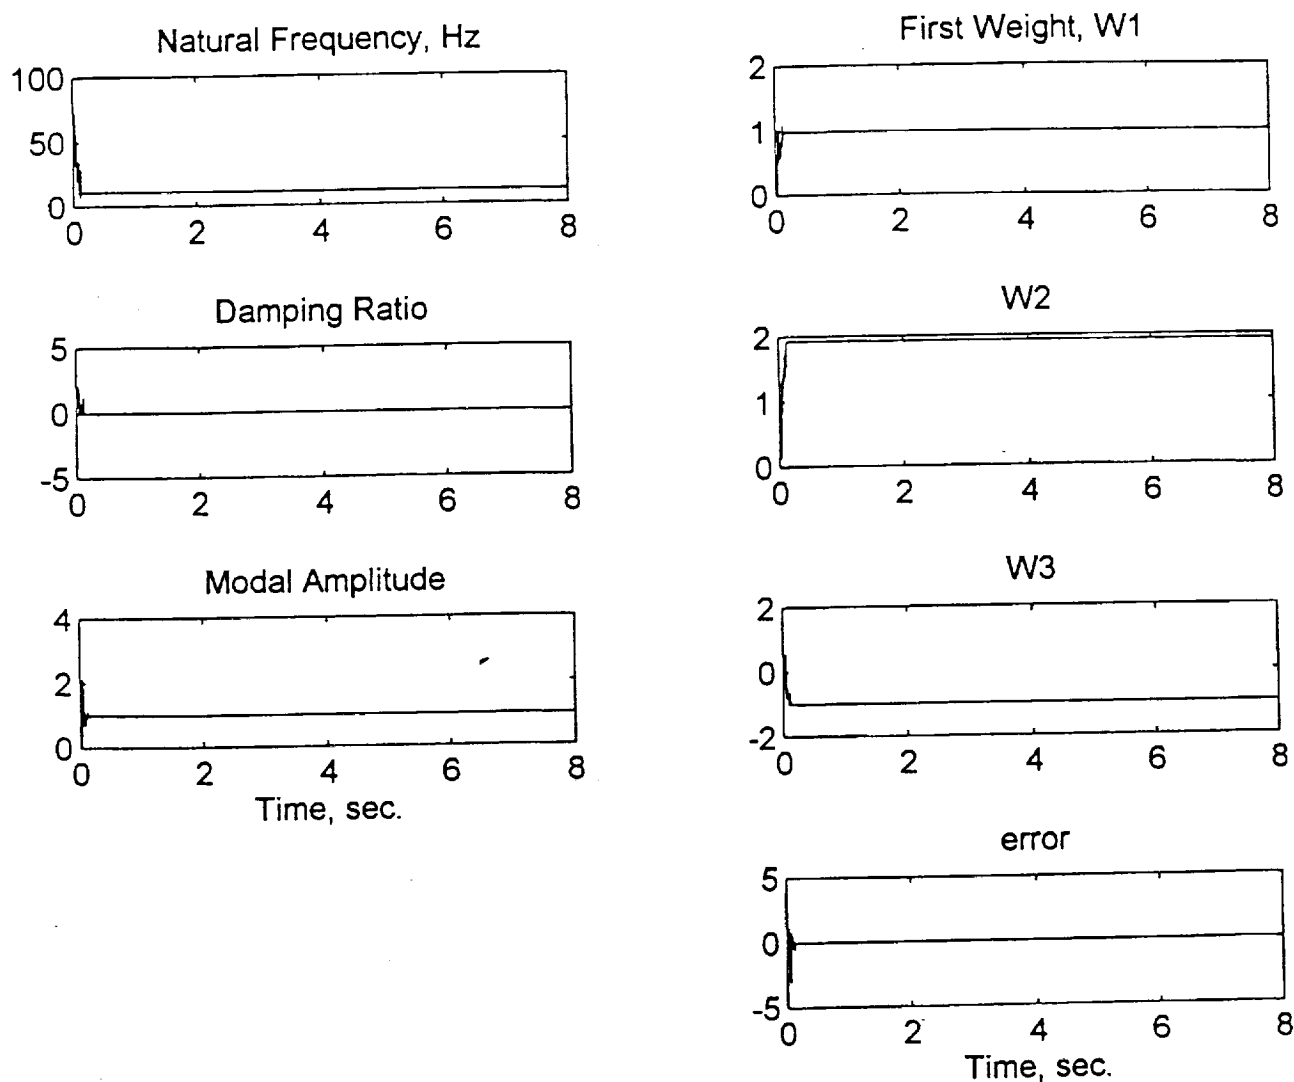 Natural Frequency, Hz
100
50
0
0 2 4 6 8
Damping Ratio
5
0
-5
0 2 4 6 8
Modal Amplitude
4
2
0
0 2 4 6 8
Time, sec.
First Weight, W1
2
1
0
0 2 4 6 8
W2
2
1
0
0 2 4 6 8
W3
2
0
-2
0 2 4 6 8
error
5
0
-5
0 2 4 6 8
Time, sec.